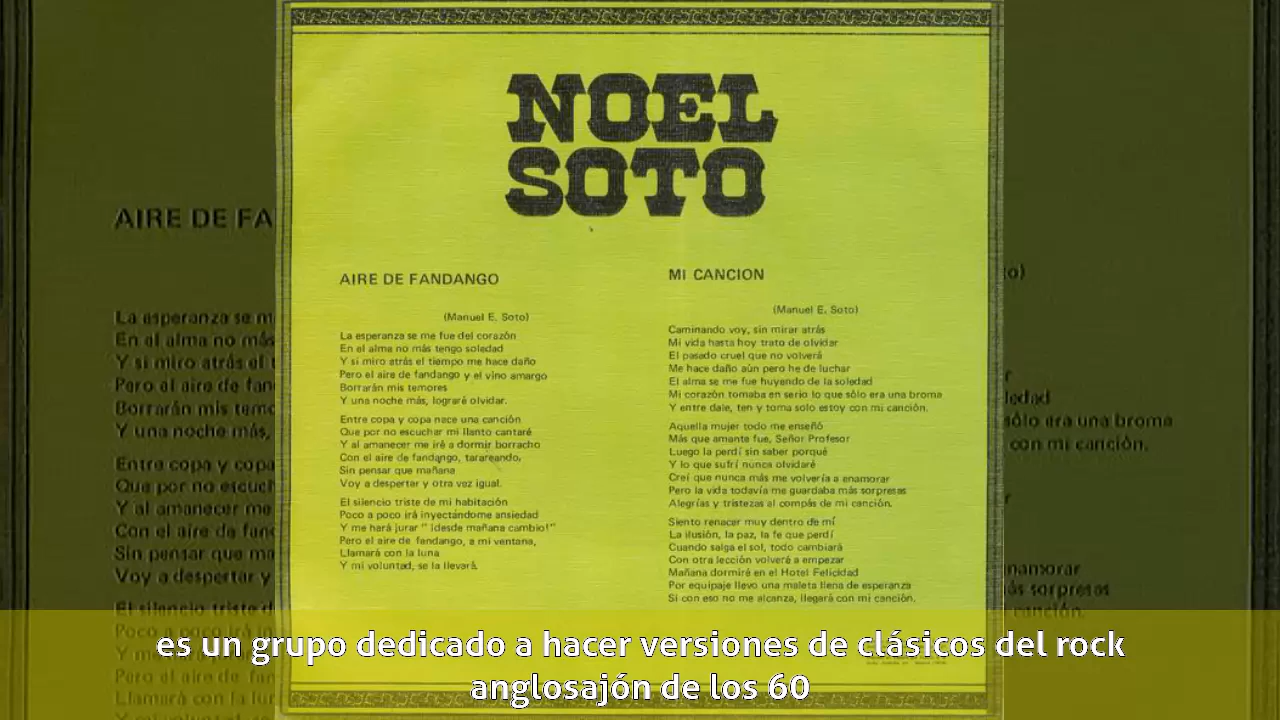 NOEL
SOTO
AIRE DE FANDANGO
(Manuel E. Soto)
La esperanza se me fue del corazón
En el alma no más tengo soledad
Y si miro atrás el tiempo me hace daño
Pero el aire de fandango y el vino amargo
Borrarán mis temores
Y una noche más, lograré olvidar.
Entre copa y copa nace una canción
Que por no escuchar mi llanto cantaré
Y al amanecer me iré a dormir borracho
Con el aire de fandango, tarareando,
Sin pensar que mañana
Voy a despertar y otra vez igual.
El silencio triste de mi habitación
Poco a poco irá inyectándome ansiedad
Y me hará jurar " ¡desde mañana cambio!"
Pero el aire de fandango, a mi ventana,
Llamará con la luna
Y mi voluntad, se la llevará.
MI CANCION
(Manuel E. Soto)
Caminando voy, sin mirar atrás
Mi vida hasta hoy trato de olvidar
El pasado cruel que no volverá
Me hace daño aún pero he de luchar
El alma se me fue huyendo de la soledad
Mi corazón tomaba en serio lo que sólo era una broma
Y entre dale, ten y toma solo estoy con mi canción.
Aquella mujer todo me enseñó
Más que amante fue, Señor Profesor
Luego la perdí sin saber porqué
Y lo que sufrí nunca olvidaré
Creí que nunca más me volvería a enamorar
Pero la vida todavía me guardaba más sorpresas
Alegrías y tristezas al compás de mi canción.
Siento renacer muy dentro de mí
La ilusión, la paz, la fe que perdí
Cuando salga el sol, todo cambiará
Con otra lección volveré a empezar
Mañana dormiré en el Hotel Felicidad
Por equipaje llevo una maleta llena de esperanza
Si con eso no me alcanza, llegará con mi canción.
es un grupo dedicado a hacer versiones de clásicos del rock
anglosajón de los 60